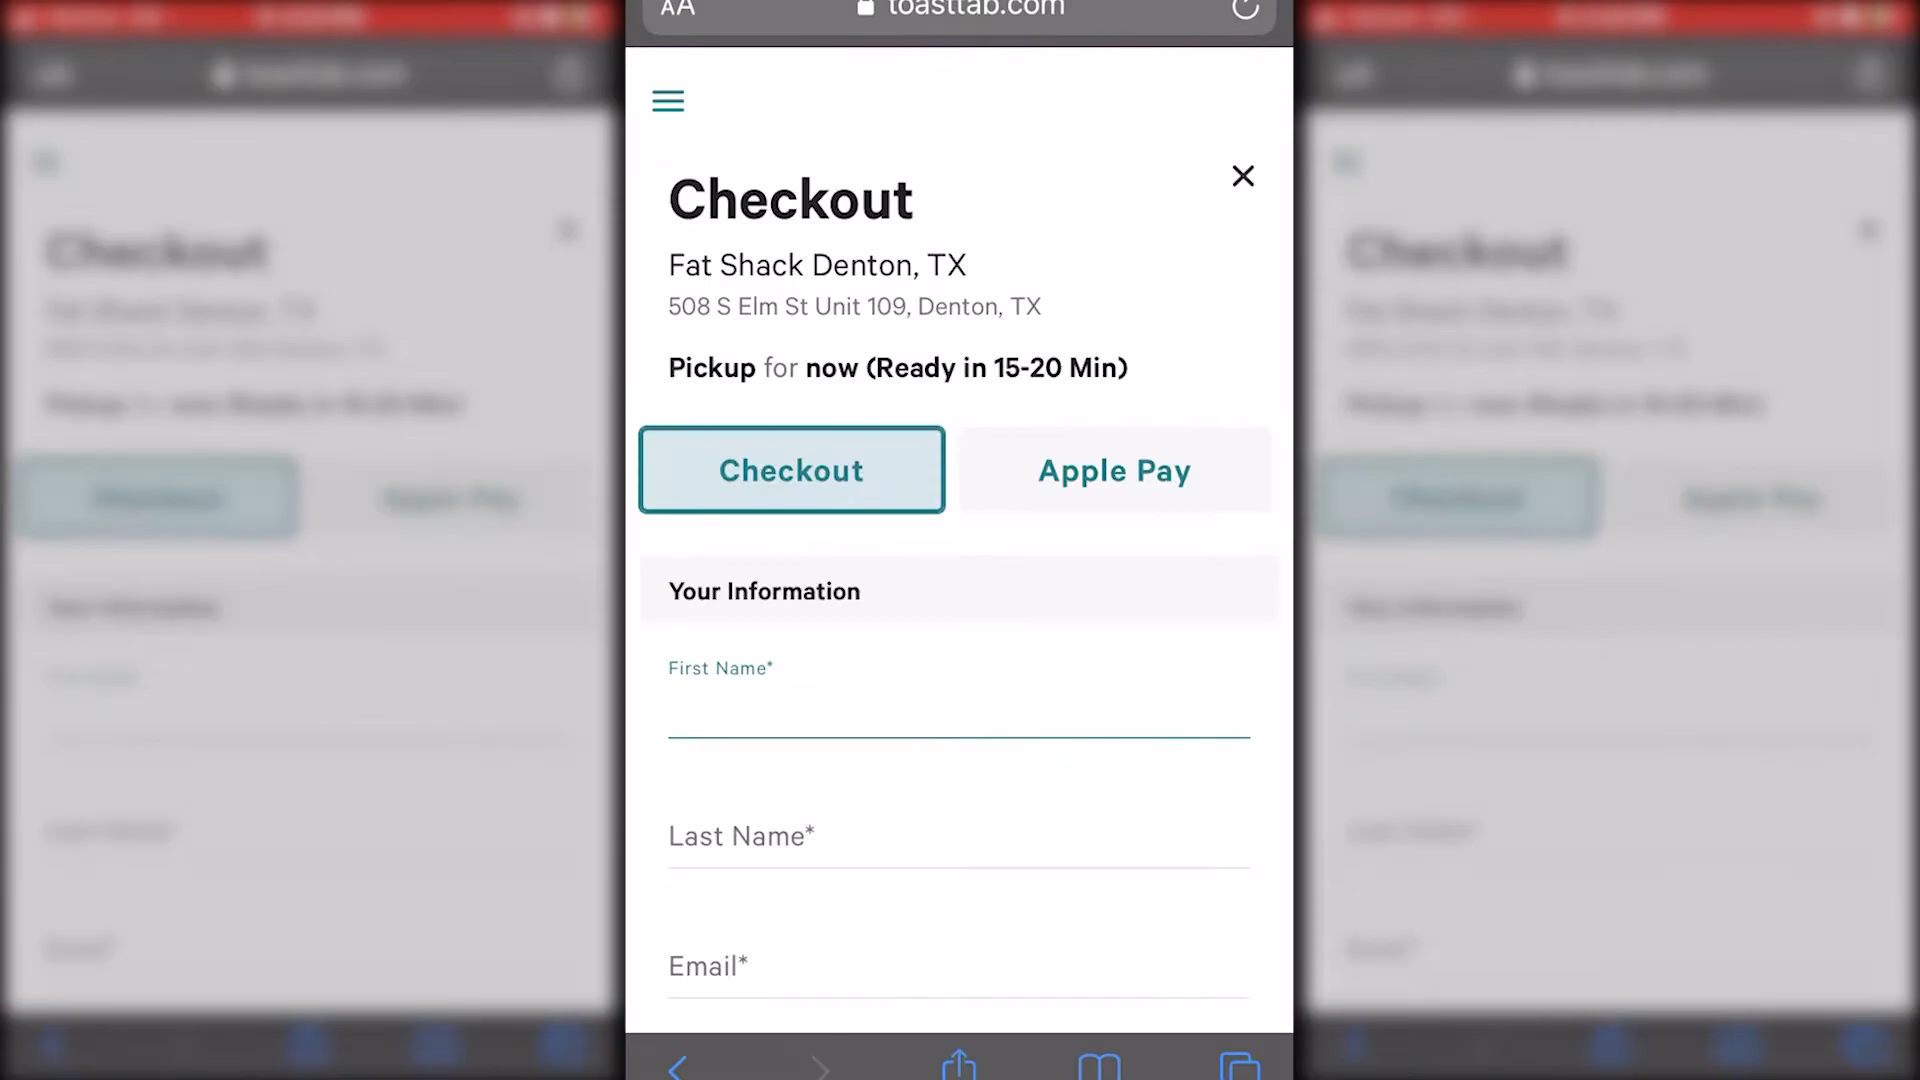 AA toasttab.com
Checkout
Fat Shack Denton, TX
508 S Elm St Unit 109, Denton, TX
Pickup for now (Ready in 15-20 Min)
Checkout Apple Pay
Your Information
First Name*
Last Name*
Email*